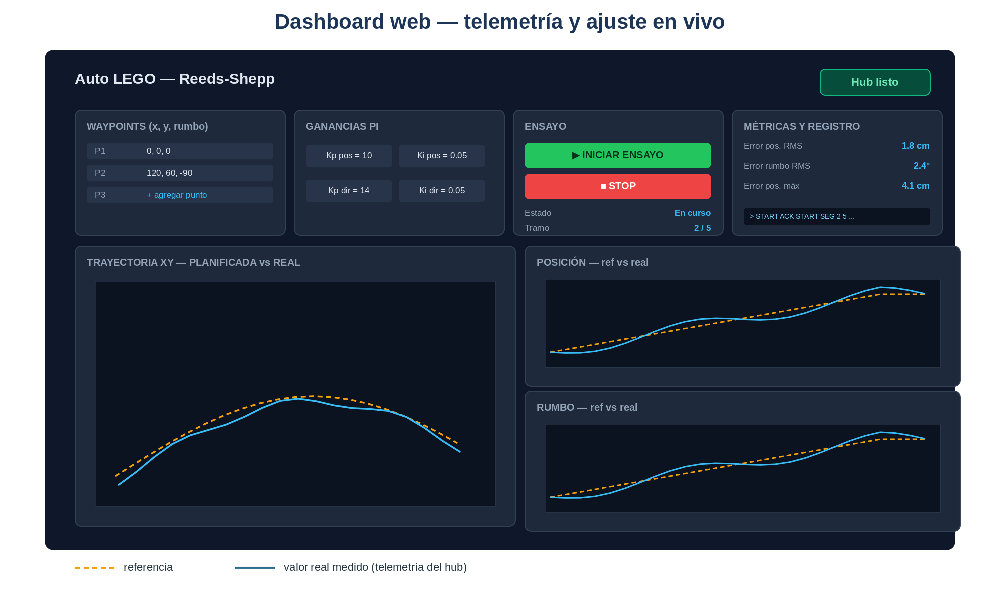 Dashboard web — telemetría y ajuste en vivo
Auto LEGO — Reeds-Shepp
Hub listo
WAYPOINTS (x, y, rumbo)
P1 0, 0, 0
P2 120, 60, -90
P3 + agregar punto
GANANCIAS PI
Kp pos = 10 Ki pos = 0.05
Kp dir = 14 Ki dir = 0.05
ENSAYO
▶ INICIAR ENSAYO
■ STOP
Estado En curso
Tramo 2 / 5
MÉTRICAS Y REGISTRO
Error pos. RMS 1.8 cm
Error rumbo RMS 2.4°
Error pos. máx 4.1 cm
> START ACK START SEG 2 5 ...
TRAYECTORIA XY — PLANIFICADA vs REAL
POSICIÓN — ref vs real
RUMBO — ref vs real
referencia
valor real medido (telemetría del hub)